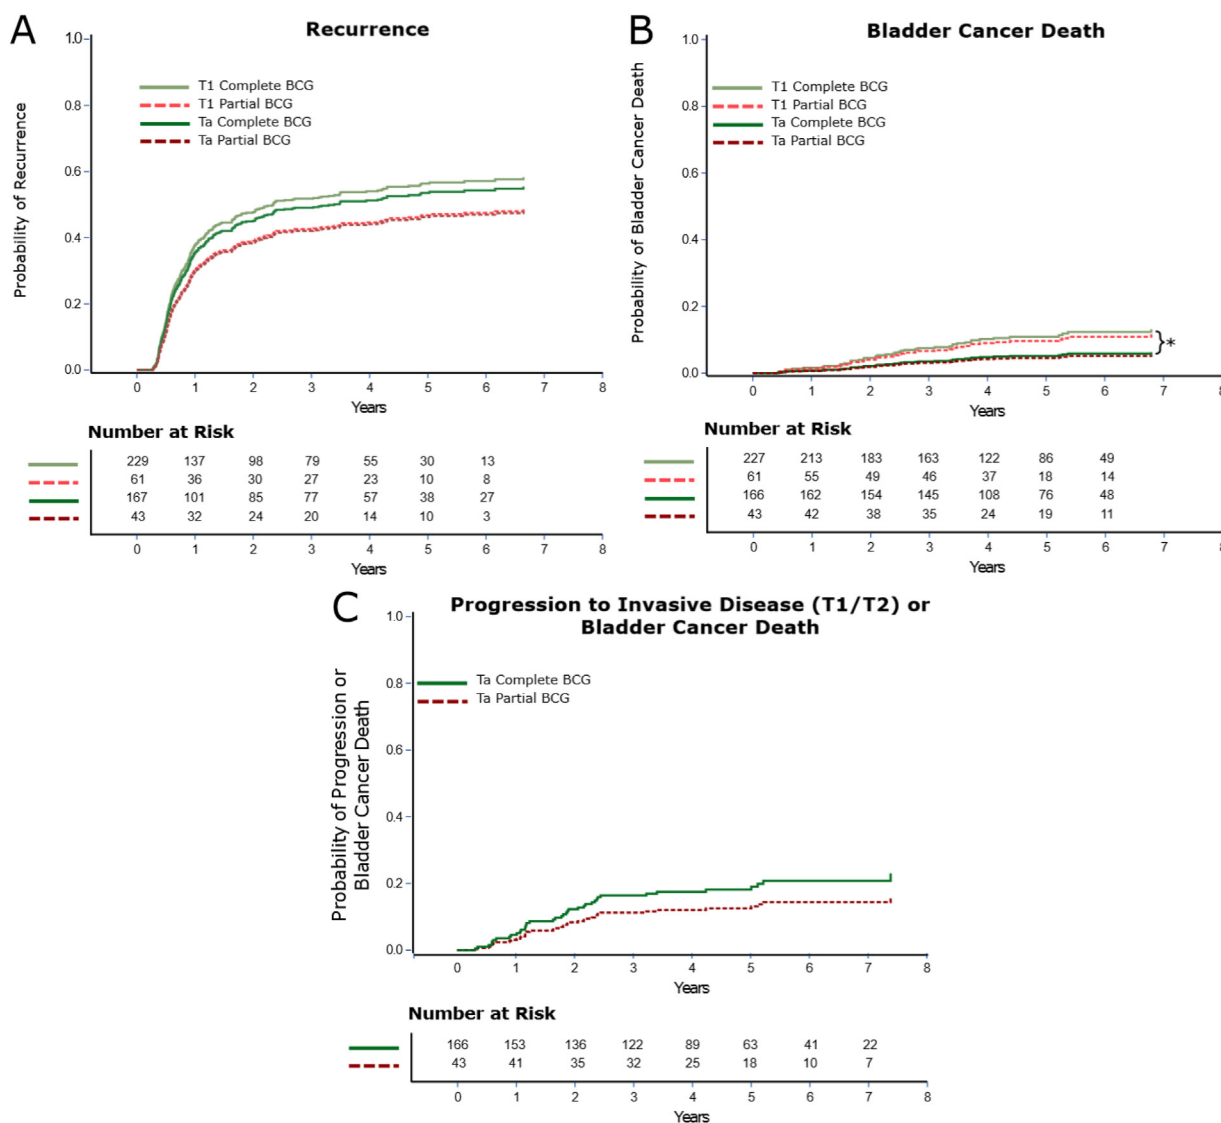 A
Recurrence
T1 Complete BCG
T1 Partial BCG
Ta Complete BCG
Ta Partial BCG
Probability of Recurrence
1.0
0.8
0.6
0.4
0.2
0.0
0 1 2 3 4 5 6 7 8
Years
Number at Risk
229 137 98 79 55 30 13
61 36 30 27 23 10 8
167 101 85 77 57 38 27
43 32 24 20 14 10 3
0 1 2 3 4 5 6 7 8
Years
B
Bladder Cancer Death
T1 Complete BCG
T1 Partial BCG
Ta Complete BCG
Ta Partial BCG
Probability of Bladder Cancer Death
1.0
0.8
0.6
0.4
0.2
0.0
*
0 1 2 3 4 5 6 7 8
Years
Number at Risk
227 213 183 163 122 86 49
61 55 49 46 37 18 14
166 162 154 145 108 76 48
43 42 38 35 24 19 11
0 1 2 3 4 5 6 7 8
Years
C
Progression to Invasive Disease (T1/T2) or
Bladder Cancer Death
Ta Complete BCG
Ta Partial BCG
Probability of Progression or
Bladder Cancer Death
1.0
0.8
0.6
0.4
0.2
0.0
0 1 2 3 4 5 6 7 8
Years
Number at Risk
166 153 136 122 89 63 41 22
43 41 35 32 25 18 10 7
0 1 2 3 4 5 6 7 8
Years